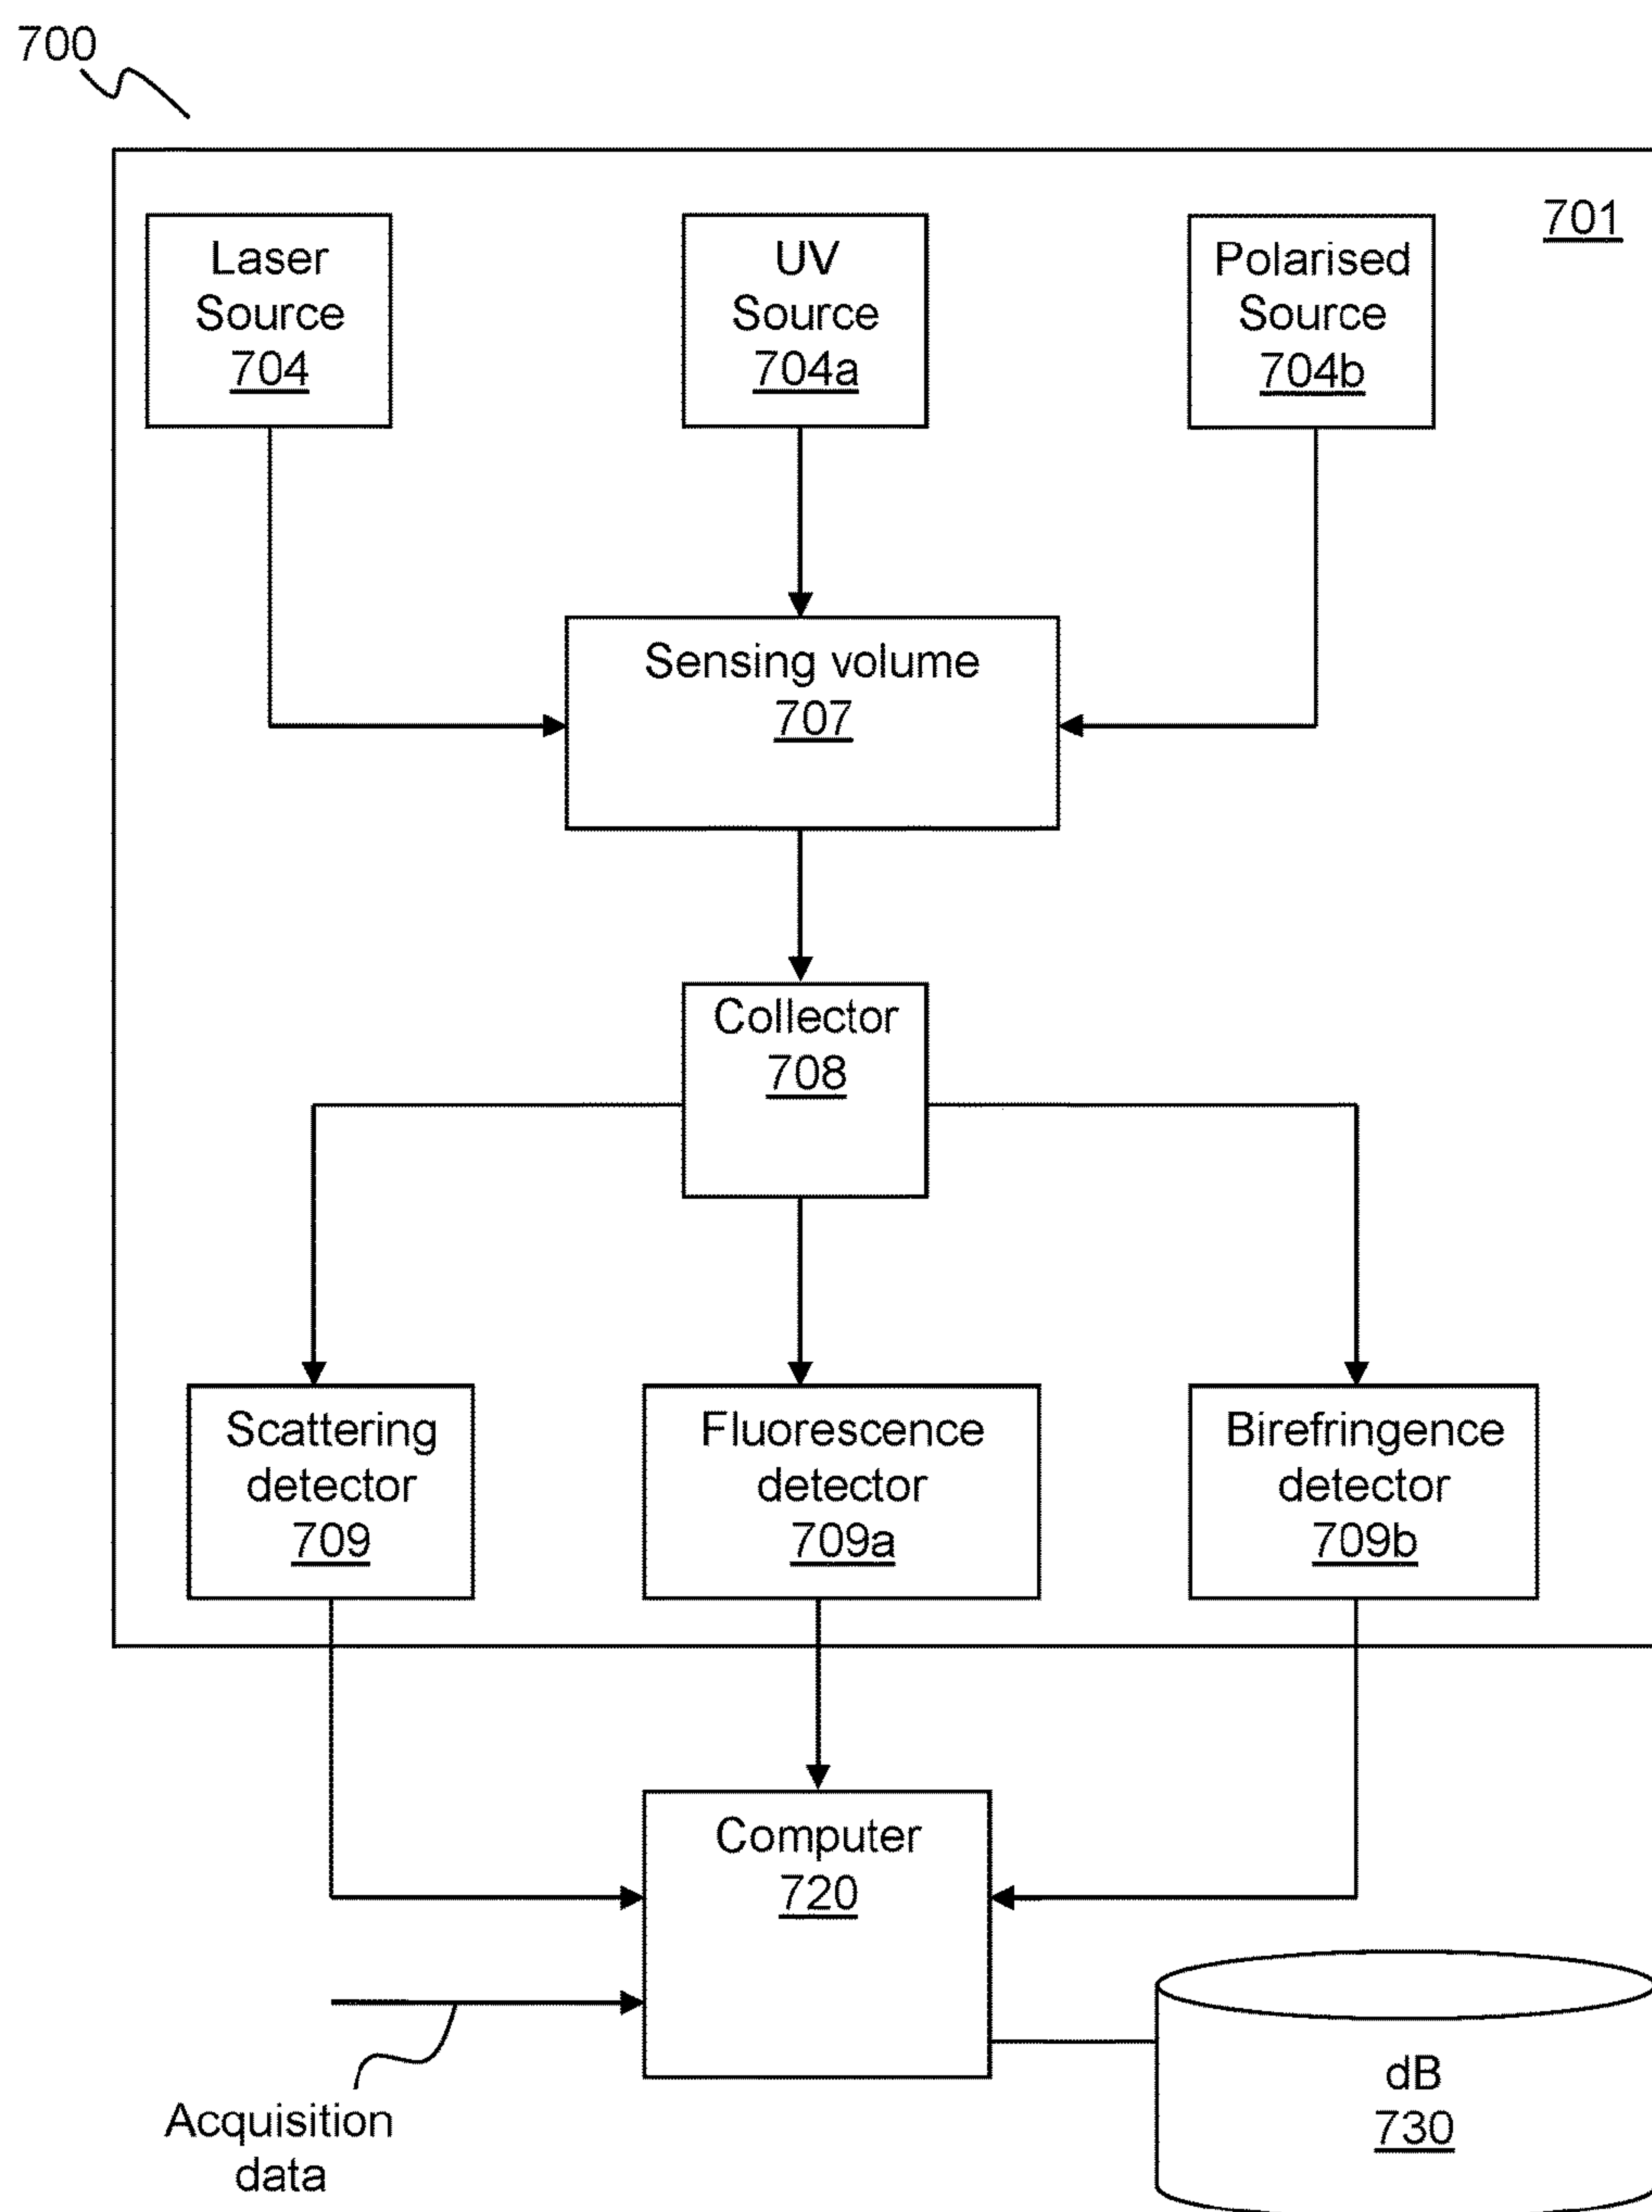 700
701
Laser
Source
704
UV
Source
704a
Polarised
Source
704b
Sensing volume
707
Collector
708
Scattering
detector
709
Fluorescence
detector
709a
Birefringence
detector
709b
Computer
720
Acquisition
data
dB
730